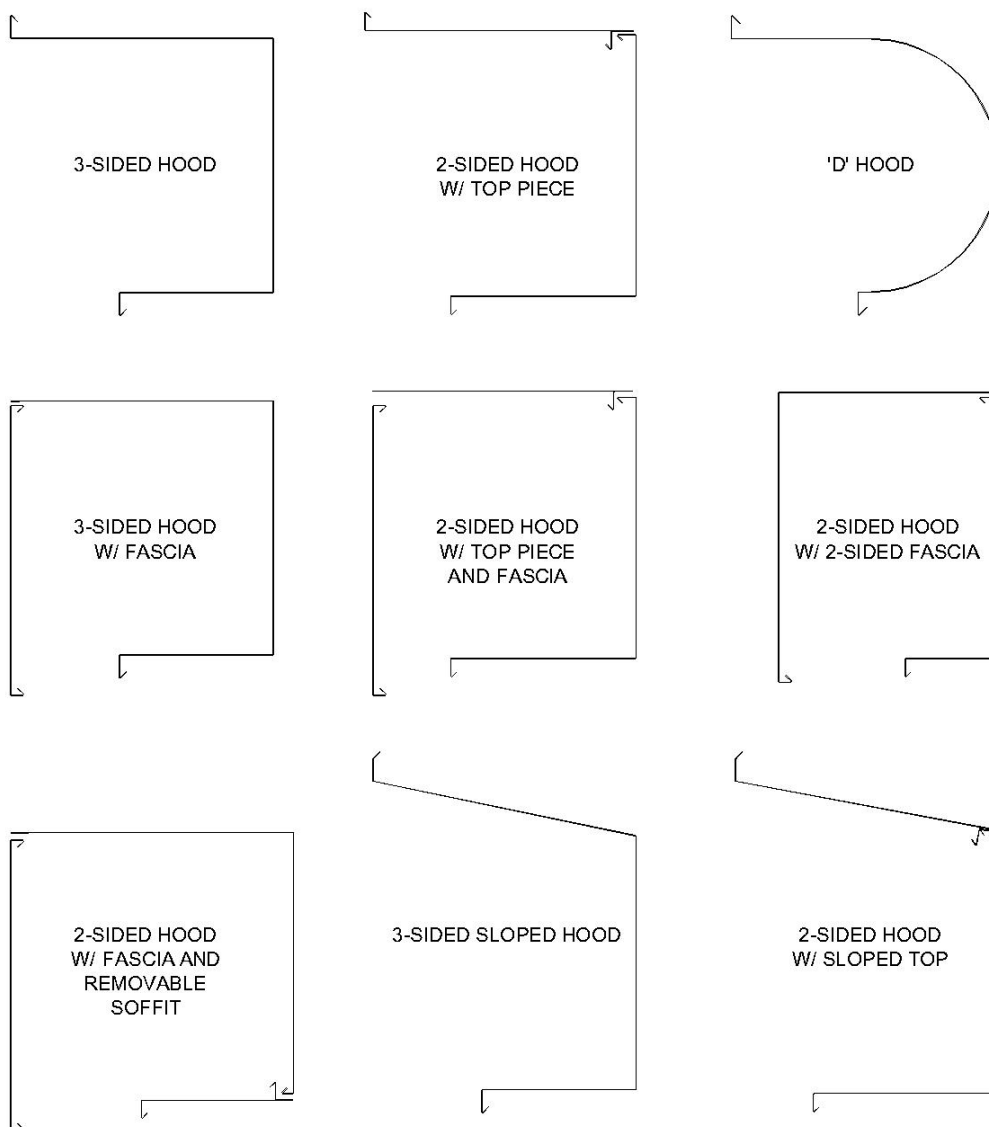 3-SIDED HOOD
2-SIDED HOOD
W/ TOP PIECE
'D' HOOD
3-SIDED HOOD
W/ FASCIA
2-SIDED HOOD
W/ TOP PIECE
AND FASCIA
2-SIDED HOOD
W/ 2-SIDED FASCIA
2-SIDED HOOD
W/ FASCIA AND
REMOVABLE
SOFFIT
3-SIDED SLOPED HOOD
2-SIDED HOOD
W/ SLOPED TOP